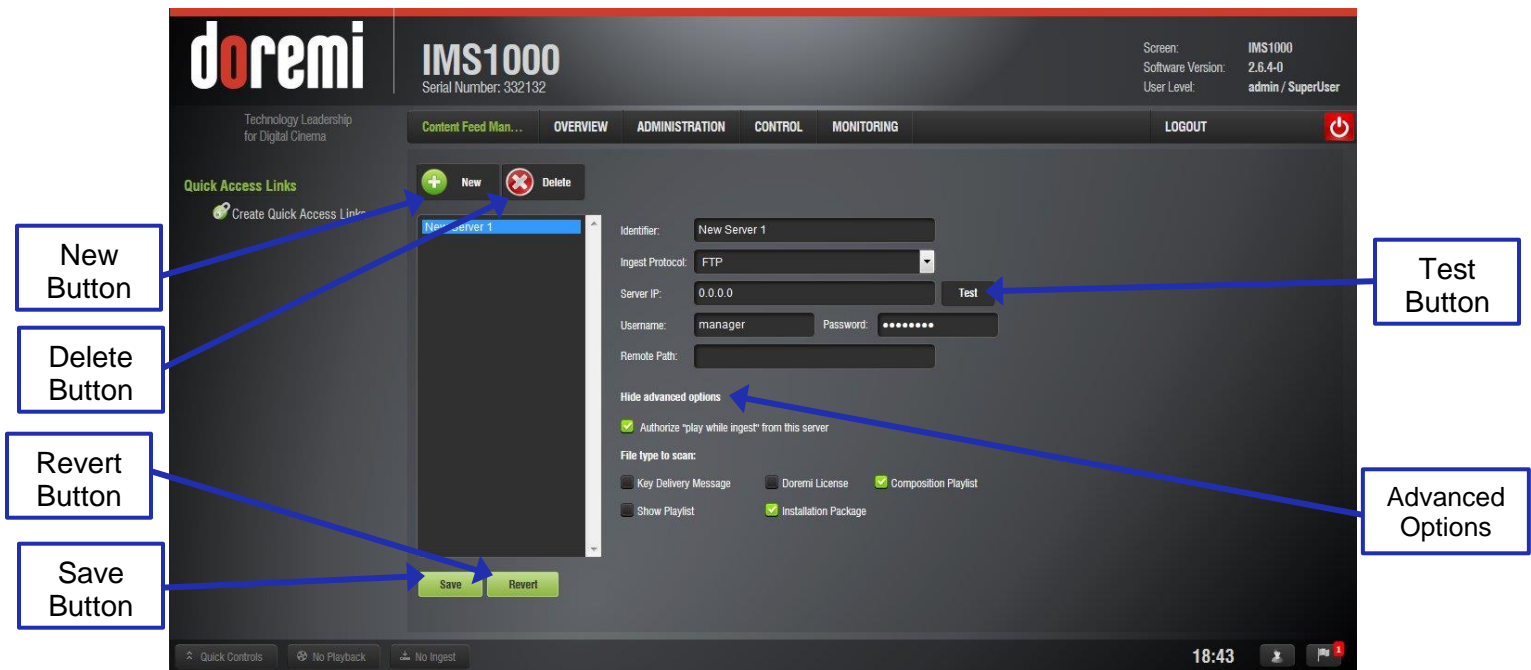 doremi
Technology Leadership
for Digital Cinema
IMS1000
Serial Number: 332132
Screen: IMS1000
Software Version: 2.6.4-0
User Level: admin / SuperUser
Content Feed Man... OVERVIEW ADMINISTRATION CONTROL MONITORING LOGOUT
Quick Access Links
Create Quick Access Links
New Delete
New Server 1
Identifier: New Server 1
Ingest Protocol: FTP
Server IP: 0.0.0.0 Test
Username: manager Password: ••••••••
Remote Path:
Hide advanced options
Authorize "play while ingest" from this server
File type to scan:
Key Delivery Message Doremi License Composition Playlist
Show Playlist Installation Package
Save Revert
Quick Controls No Playback No Ingest 18:43 1
New
Button
Delete
Button
Revert
Button
Save
Button
Test
Button
Advanced
Options